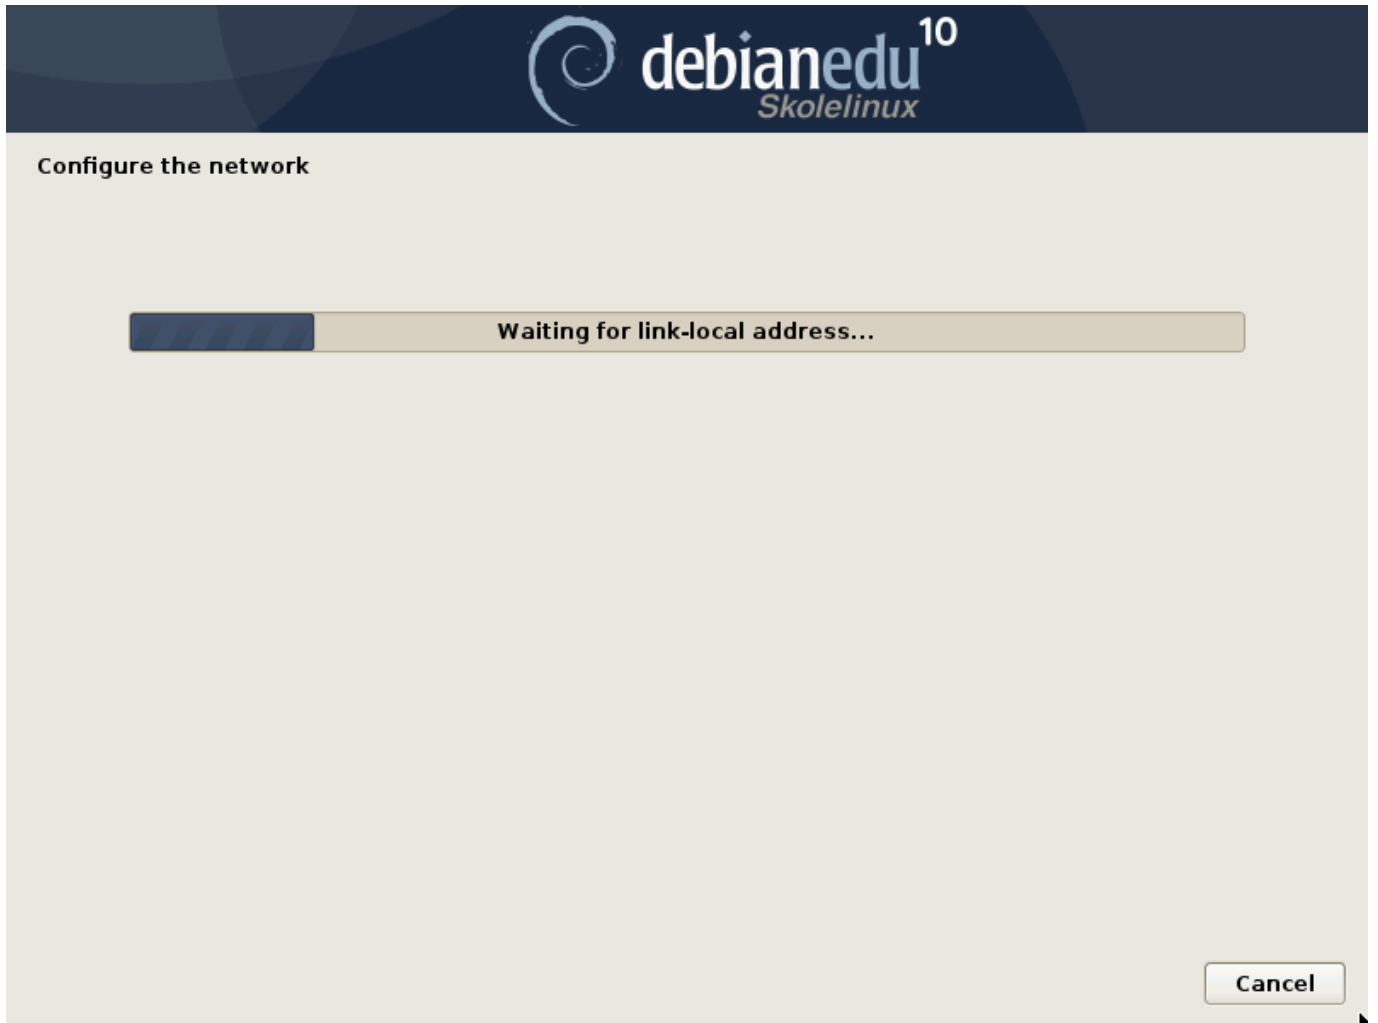 debianedu 10
Skolelinux
Configure the network
Waiting for link-local address...
Cancel